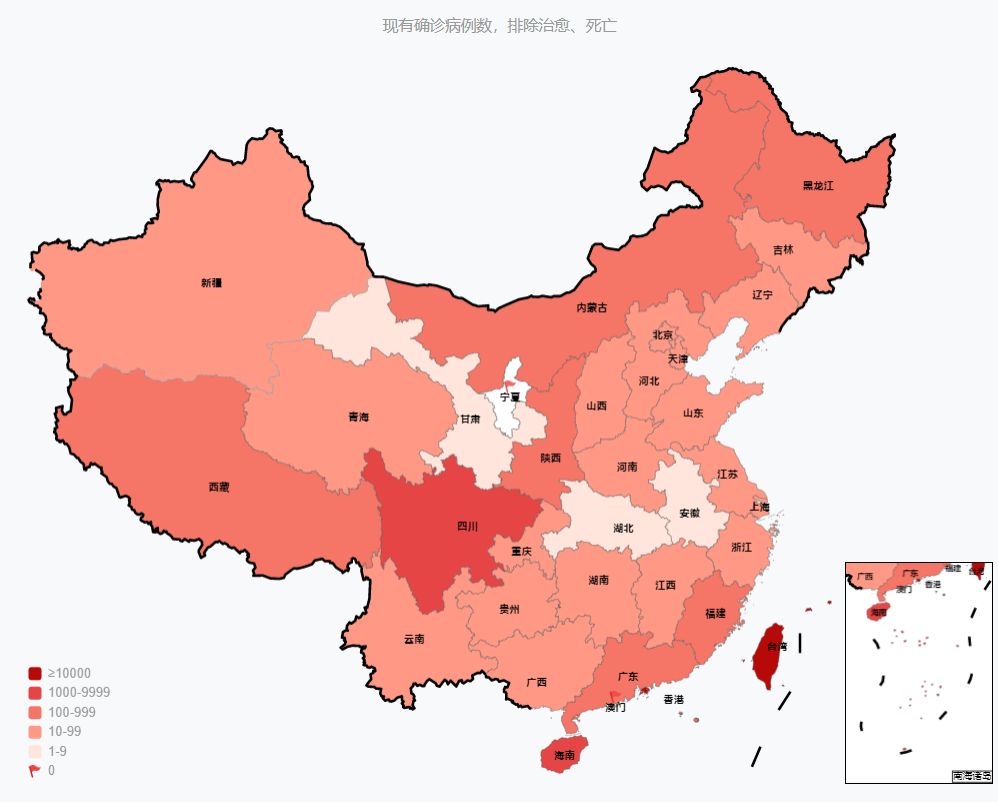 现有确诊病例数，排除治愈、死亡
黑龙江
吉林
新疆
辽宁
内蒙古
北京
天津
河北
宁夏
山西
山东
青海
甘肃
陕西
河南
江苏
西藏
上海
安徽
四川
湖北
重庆
浙江
湖南
江西
贵州
福建
云南
台湾
广东
广西
香港
澳门
海南
≥10000
1000-9999
100-999
10-99
1-9
0
福建
台湾
广东
广西
香港
澳门
海南
南海诸岛